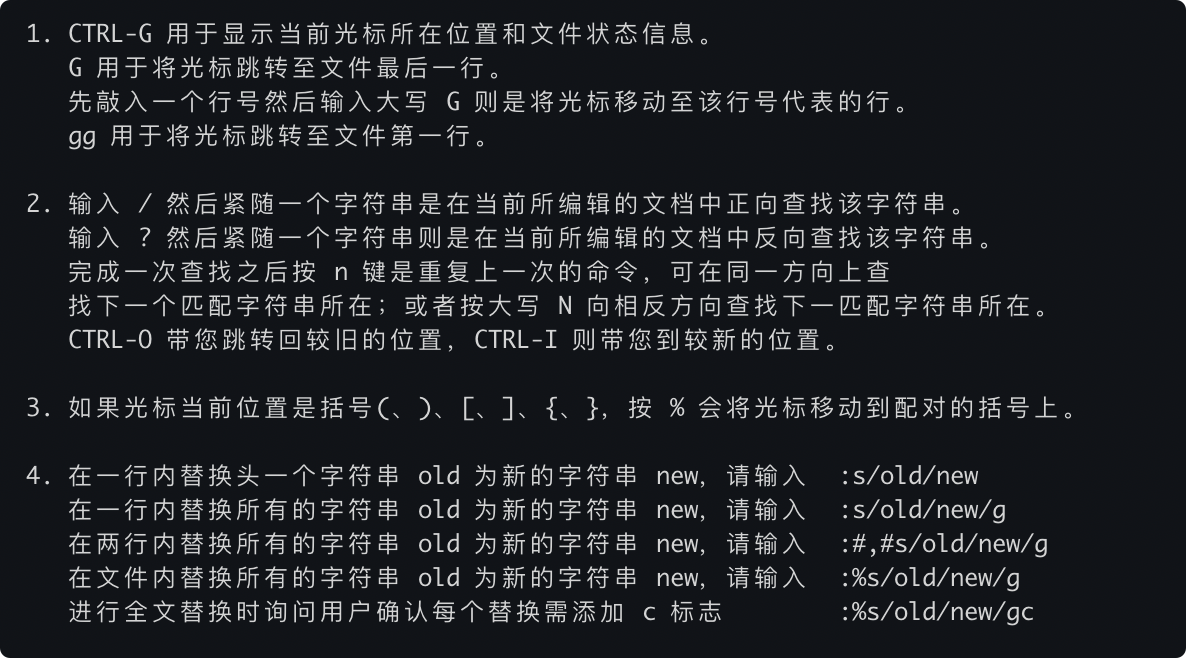 1. CTRL-G 用于显示当前光标所在位置和文件状态信息。
G 用于将光标跳转至文件最后一行。
先敲入一个行号然后输入大写 G 则是将光标移动至该行号代表的行。
gg 用于将光标跳转至文件第一行。
2. 输入 / 然后紧随一个字符串是在当前所编辑的文档中正向查找该字符串。
输入 ? 然后紧随一个字符串则是在当前所编辑的文档中反向查找该字符串。
完成一次查找之后按 n 键是重复上一次的命令，可在同一方向上查
找下一个匹配字符串所在；或者按大写 N 向相反方向查找下一匹配字符串所在。
CTRL-O 带您跳转回较旧的位置，CTRL-I 则带您到较新的位置。
3. 如果光标当前位置是括号(、)、[、]、{、}，按 % 会将光标移动到配对的括号上。
4. 在一行内替换头一个字符串 old 为新的字符串 new，请输入  :s/old/new
在一行内替换所有的字符串 old 为新的字符串 new，请输入  :s/old/new/g
在两行内替换所有的字符串 old 为新的字符串 new，请输入  :#,#s/old/new/g
在文件内替换所有的字符串 old 为新的字符串 new，请输入  :%s/old/new/g
进行全文替换时询问用户确认每个替换需添加 c 标志        :%s/old/new/gc